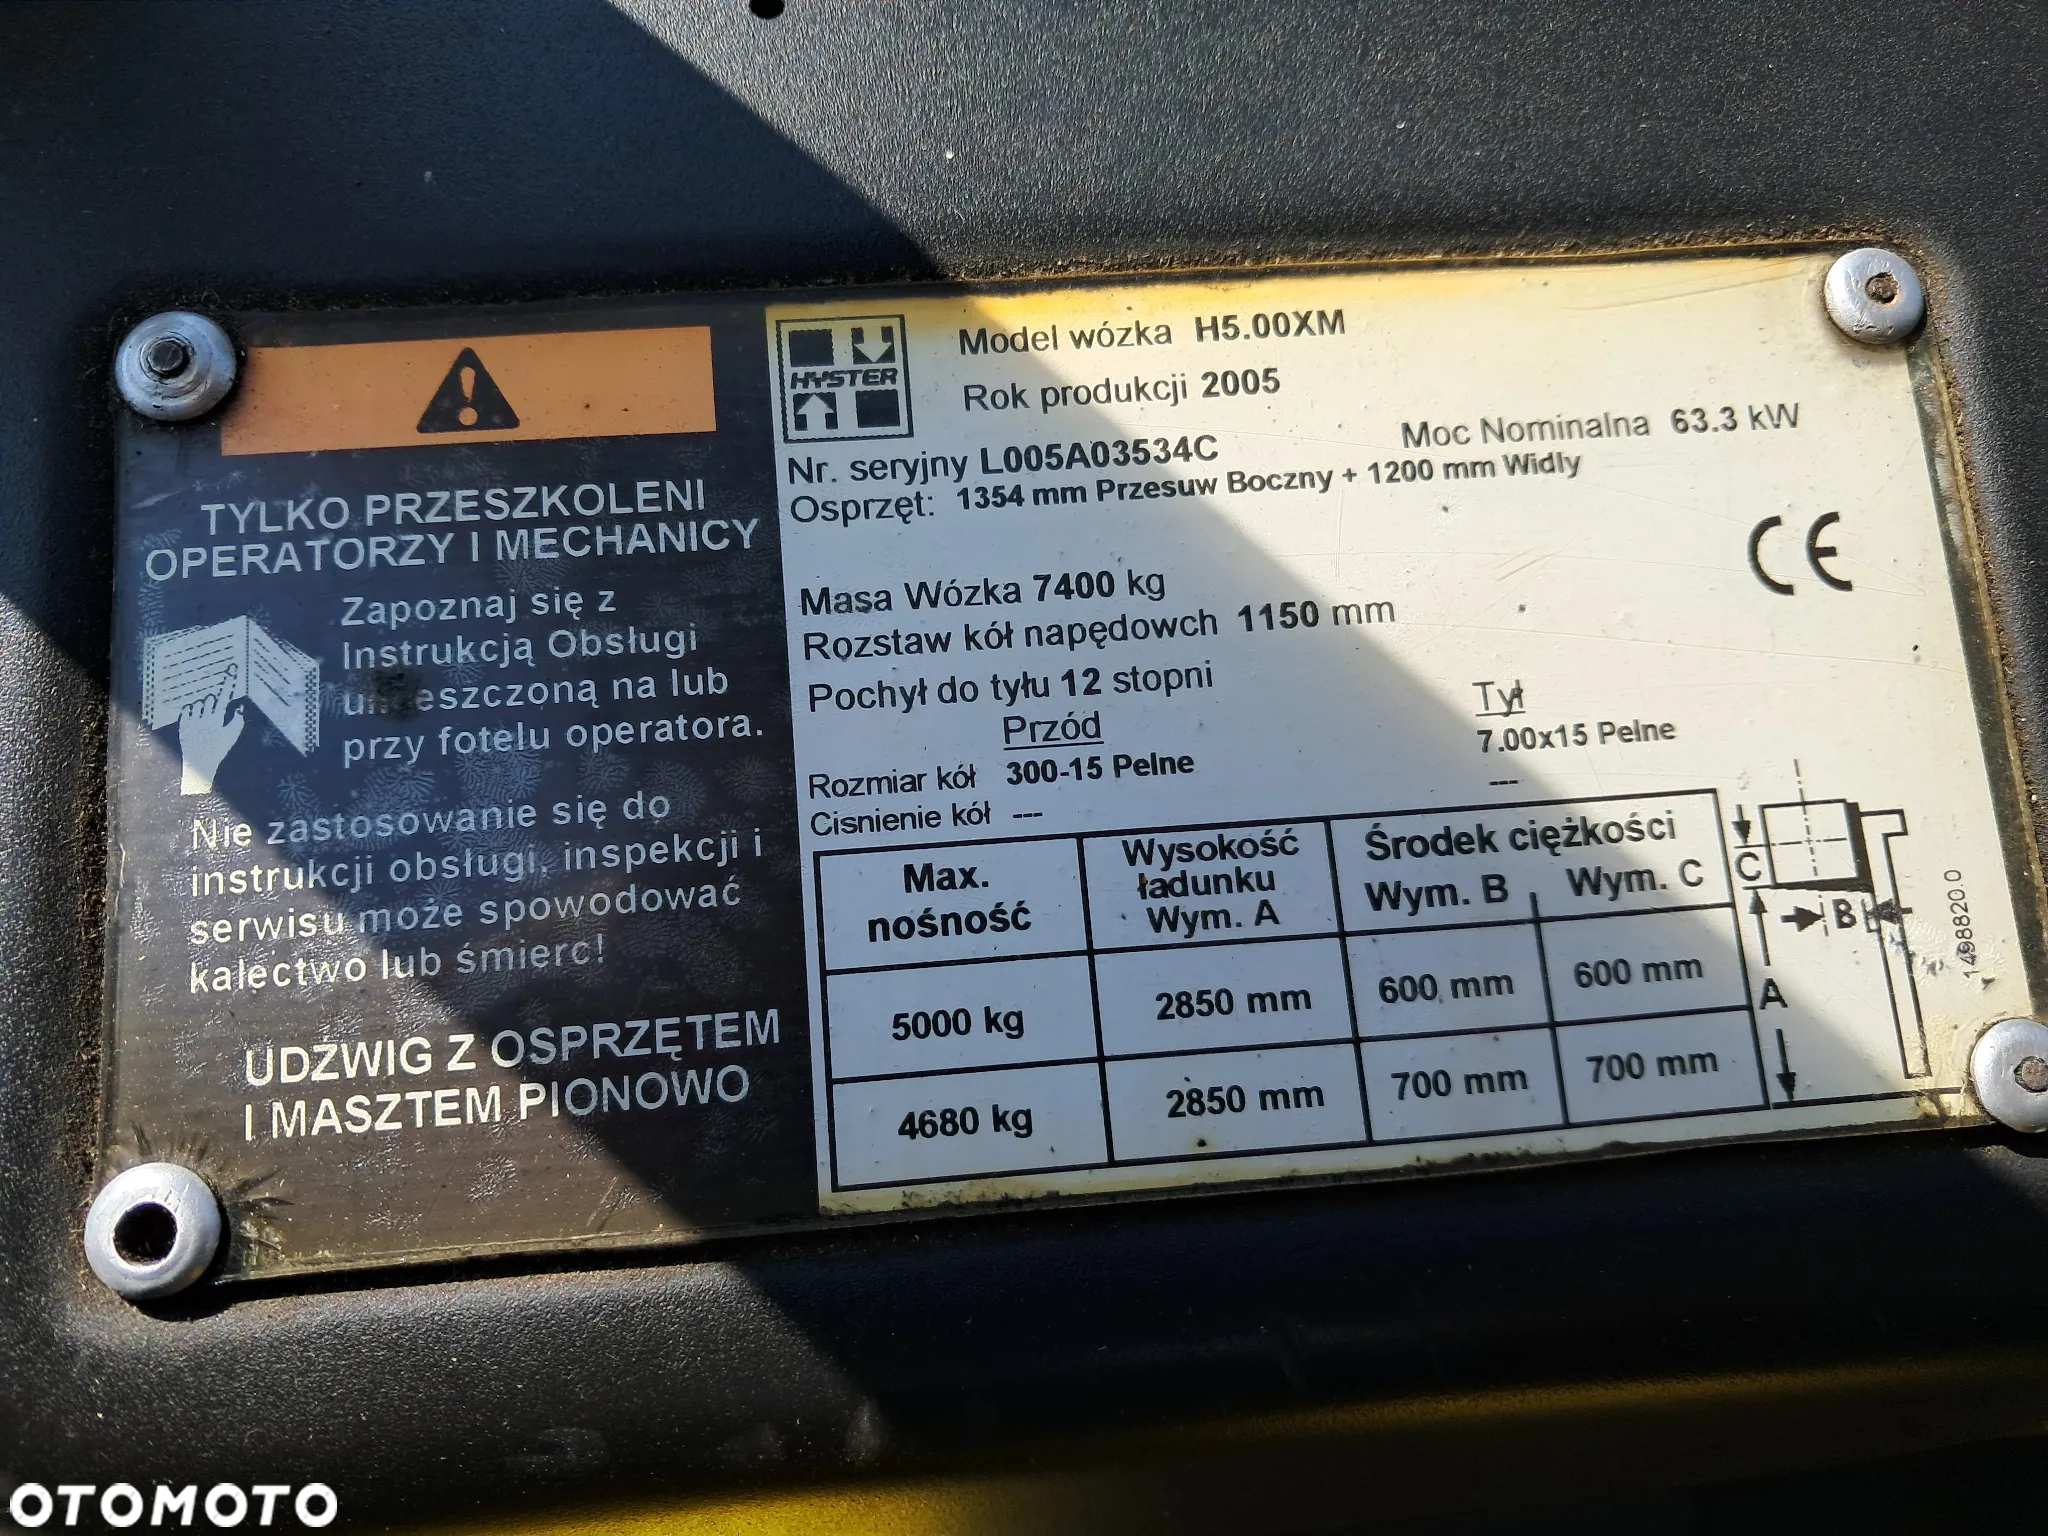 TYLKO PRZESZKOLENI
OPERATORZY I MECHANICY
Zapoznaj się z
Instrukcją Obsługi
na lub
przy fotelu operatora.
Nie zastosowanie się do
instrukcji obsługi, inspekcji i
serwisu może spowodować
kalectwo lub śmierć!
UDZWIG Z OSPRZĘTEM
I MASZTEM PIONOWO
HYSTER
Model wózka H5.00XM
Rok produkcji 2005
Nr. seryjny L005A03534C
Moc Nominalna 63.3 kW
Osprzęt: 1354 mm Przesuw Boczny + 1200 mm Widly
CE
Masa Wózka 7400 kg
Rozstaw kół napędowch 1150 mm
Pochył do tyłu 12 stopni
Przód Tył
Rozmiar kół 300-15 Pelne 7.00x15 Pelne
Cisnienie kół --- ---
Max. nośność
Wysokość ładunku Wym. A
Środek ciężkości
Wym. B Wym. C
5000 kg 2850 mm 600 mm 600 mm
4680 kg 2850 mm 700 mm 700 mm
C
B
A
1498820.0
OTOMOTO